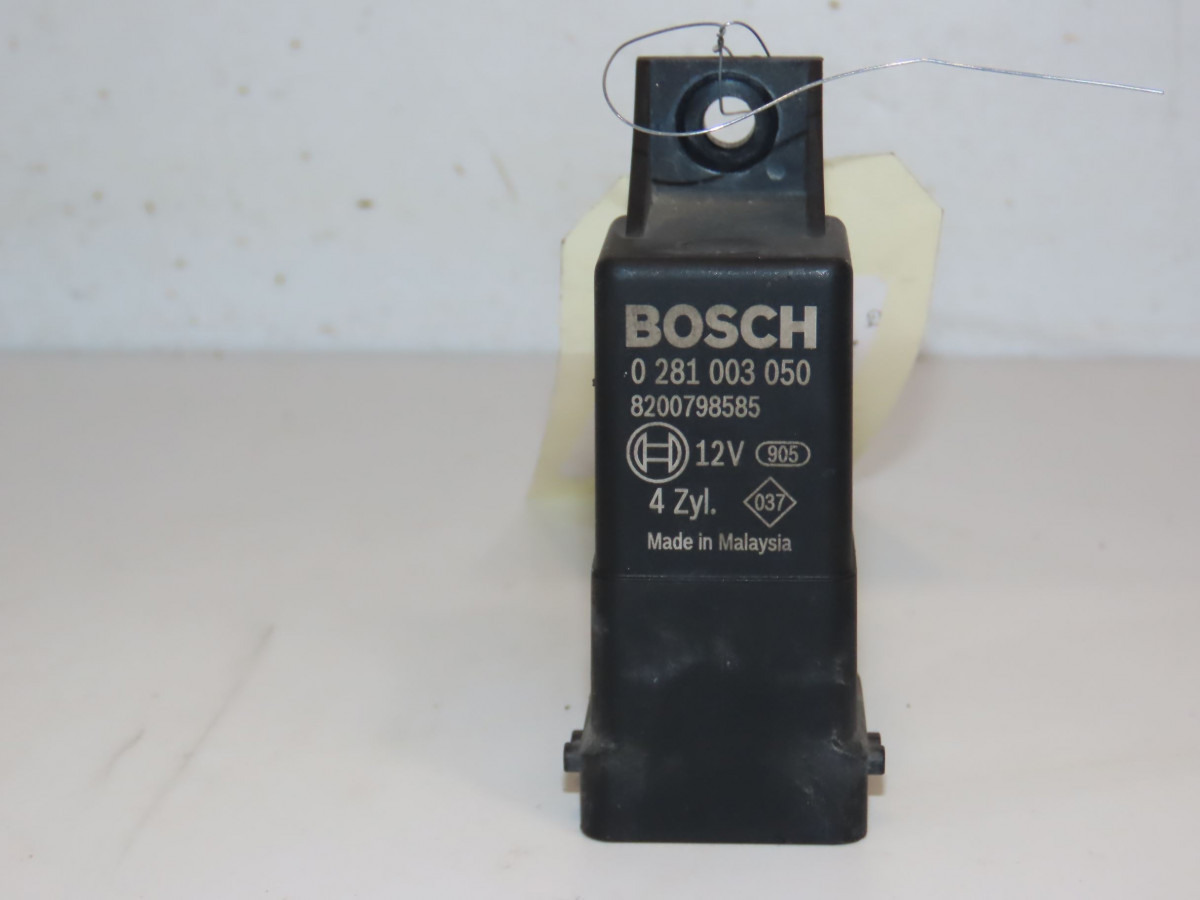 BOSCH
0 281 003 050
8200798585
12V 905
4 Zyl. 037
Made in Malaysia